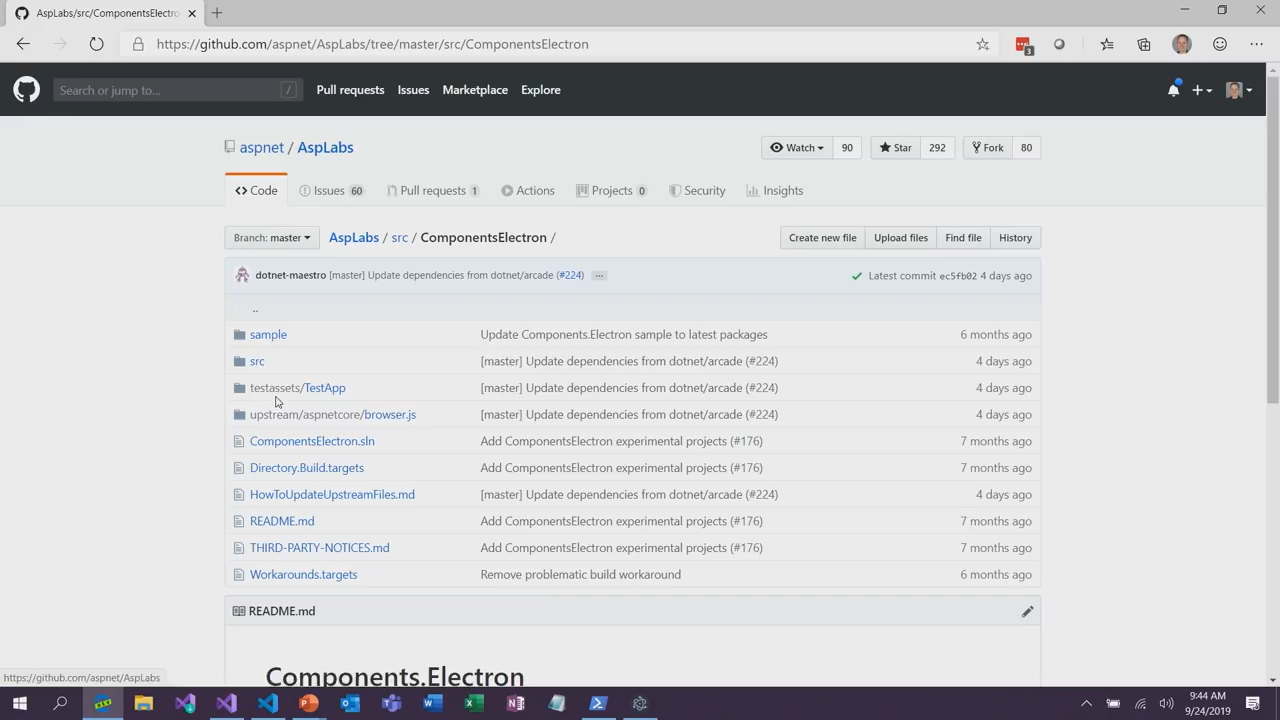 AspLabs/src/ComponentsElectro
https://github.com/aspnet/AspLabs/tree/master/src/ComponentsElectron
3
Search or jump to...
/
Pull requests
Issues
Marketplace
Explore
aspnet / AspLabs
Watch 90
Star 292
Fork 80
Code
Issues 60
Pull requests 1
Actions
Projects 0
Security
Insights
Branch: master
AspLabs / src / ComponentsElectron /
Create new file
Upload files
Find file
History
dotnet-maestro [master] Update dependencies from dotnet/arcade (#224) ...
Latest commit ec5fb02 4 days ago
..
sample Update Components.Electron sample to latest packages 6 months ago
src [master] Update dependencies from dotnet/arcade (#224) 4 days ago
testassets/TestApp [master] Update dependencies from dotnet/arcade (#224) 4 days ago
upstream/aspnetcore/browser.js [master] Update dependencies from dotnet/arcade (#224) 4 days ago
ComponentsElectron.sln Add ComponentsElectron experimental projects (#176) 7 months ago
Directory.Build.targets Add ComponentsElectron experimental projects (#176) 7 months ago
HowToUpdateUpstreamFiles.md [master] Update dependencies from dotnet/arcade (#224) 4 days ago
README.md Add ComponentsElectron experimental projects (#176) 7 months ago
THIRD-PARTY-NOTICES.md Add ComponentsElectron experimental projects (#176) 7 months ago
Workarounds.targets Remove problematic build workaround 6 months ago
README.md
Components.Electron
https://github.com/aspnet/AspLabs
9:44 AM
9/24/2019